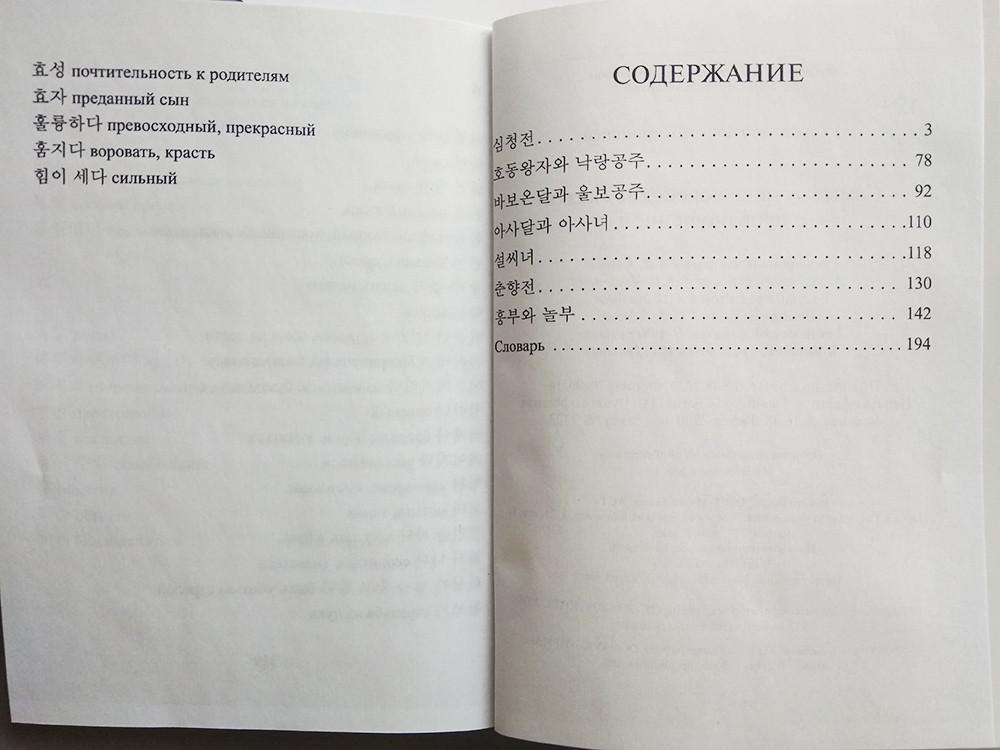 효성 почтительность к родителям
효자 преданный сын
훌륭하다 превосходный, прекрасный
훔지다 воровать, красть
힘이 세다 сильный
СОДЕРЖАНИЕ
심청전. . . . . . . . . . . . . . . . . . . . . . . . . . . . . . . . . . . . . . . . 3
호동왕자와 낙랑공주. . . . . . . . . . . . . . . . . . . . . . . . . . . . 78
바보온달과 울보공주. . . . . . . . . . . . . . . . . . . . . . . . . . . . 92
아사달과 아사녀 . . . . . . . . . . . . . . . . . . . . . . . . . . . . . . .110
설씨녀. . . . . . . . . . . . . . . . . . . . . . . . . . . . . . . . . . . . . . .118
춘향전. . . . . . . . . . . . . . . . . . . . . . . . . . . . . . . . . . . . . . 130
흥부와 놀부 . . . . . . . . . . . . . . . . . . . . . . . . . . . . . . . . . . 142
Словарь . . . . . . . . . . . . . . . . . . . . . . . . . . . . . . . . . . . . . 194